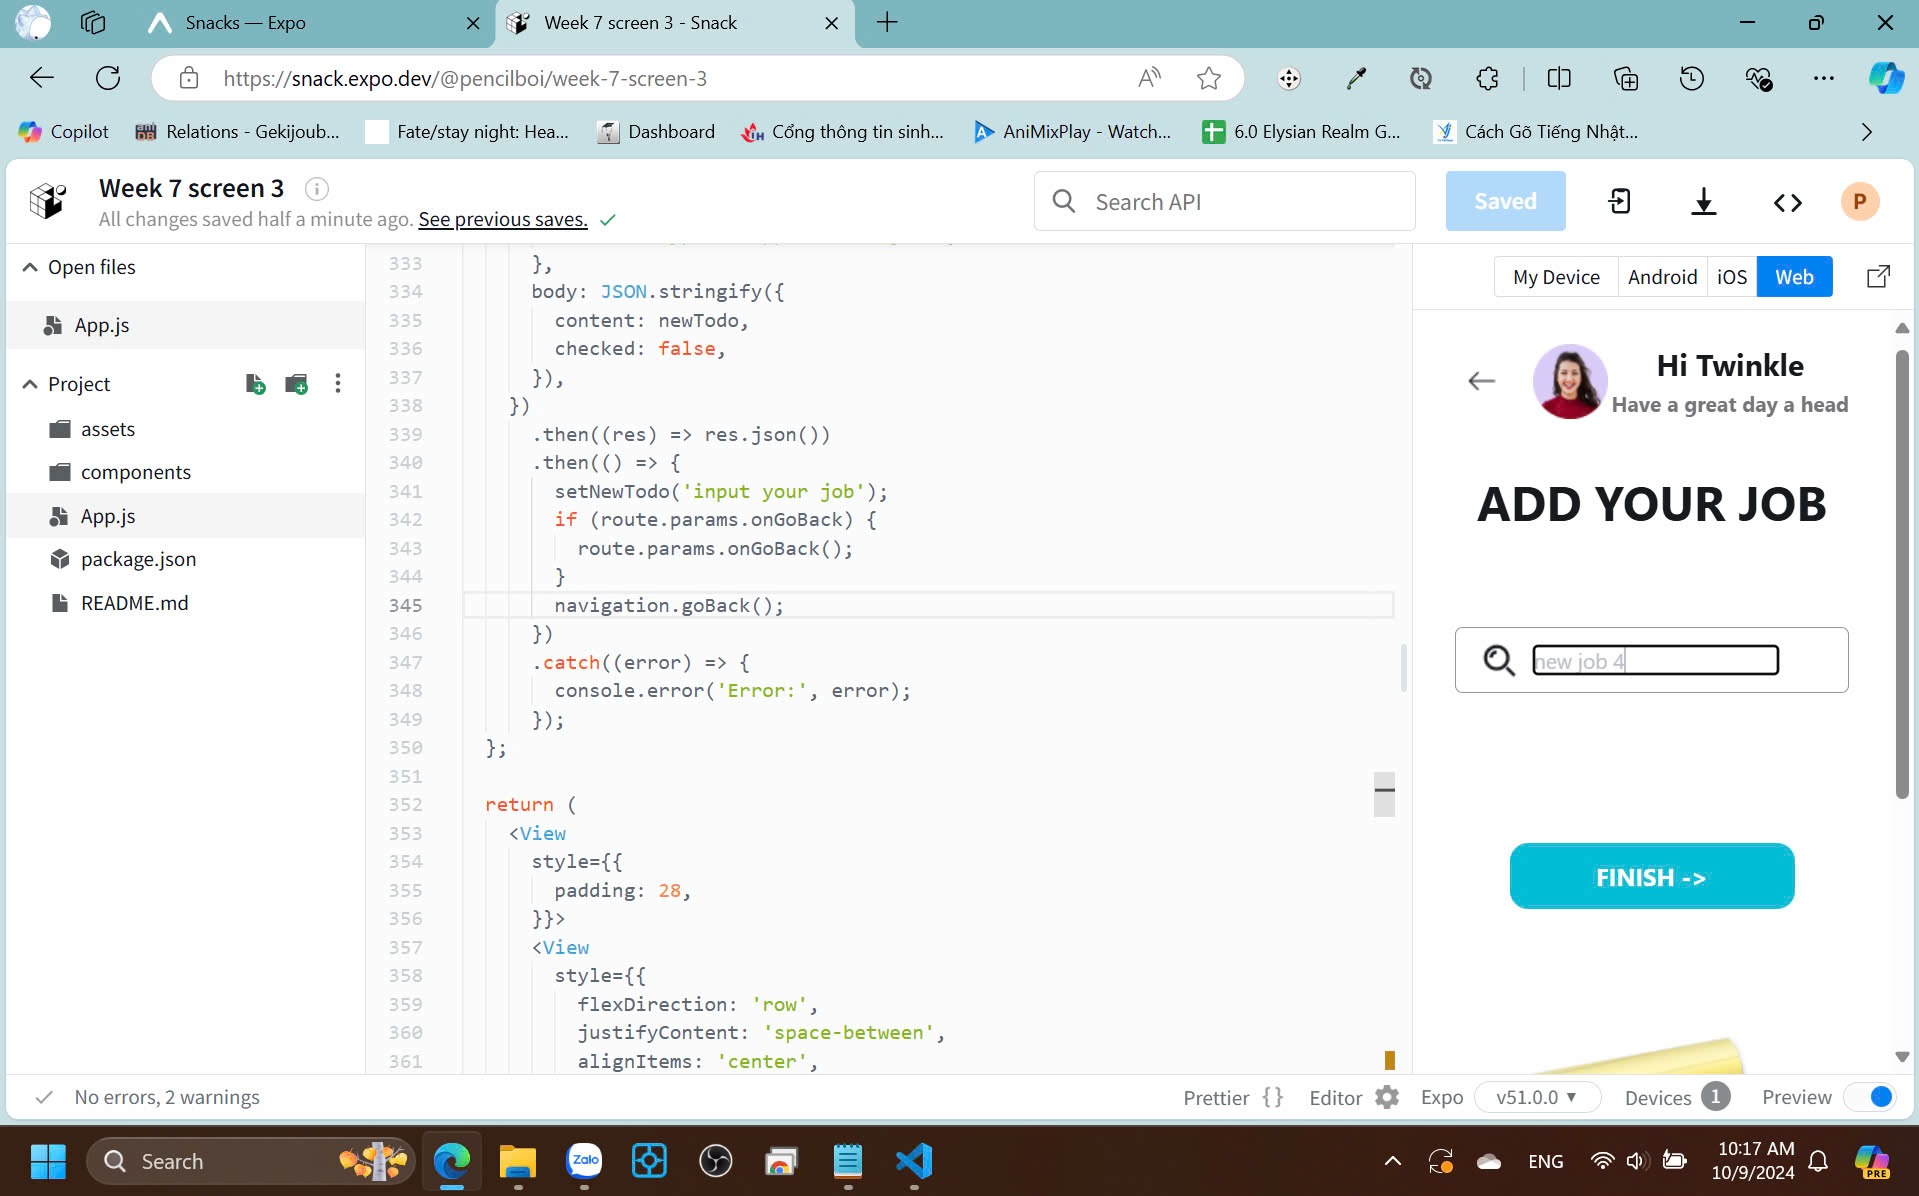 Snacks — Expo
Week 7 screen 3 - Snack
https://snack.expo.dev/@pencilboi/week-7-screen-3
Copilot
Relations - Gekijoub...
Fate/stay night: Hea...
Dashboard
Cổng thông tin sinh...
AniMixPlay - Watch...
6.0 Elysian Realm G...
Cách Gõ Tiếng Nhật...
Week 7 screen 3
All changes saved half a minute ago. See previous saves.
Search API
Saved
P
Open files
App.js
Project
assets
components
App.js
package.json
README.md
333 },
334 body: JSON.stringify({
335 content: newTodo,
336 checked: false,
337 }),
338 })
339 .then((res) => res.json())
340 .then(() => {
341 setNewTodo('input your job');
342 if (route.params.onGoBack) {
343 route.params.onGoBack();
344 }
345 navigation.goBack();
346 })
347 .catch((error) => {
348 console.error('Error:', error);
349 });
350 };
351
352 return (
353 <View
354 style={{
355 padding: 28,
356 }}>
357 <View
358 style={{
359 flexDirection: 'row',
360 justifyContent: 'space-between',
361 alignItems: 'center',
My Device
Android
iOS
Web
Hi Twinkle
Have a great day a head
ADD YOUR JOB
new job 4
FINISH ->
No errors, 2 warnings
Prettier {}
Editor
Expo
v51.0.0
Devices 1
Preview
Search
Zalo
ENG
10:17 AM
10/9/2024
PRE